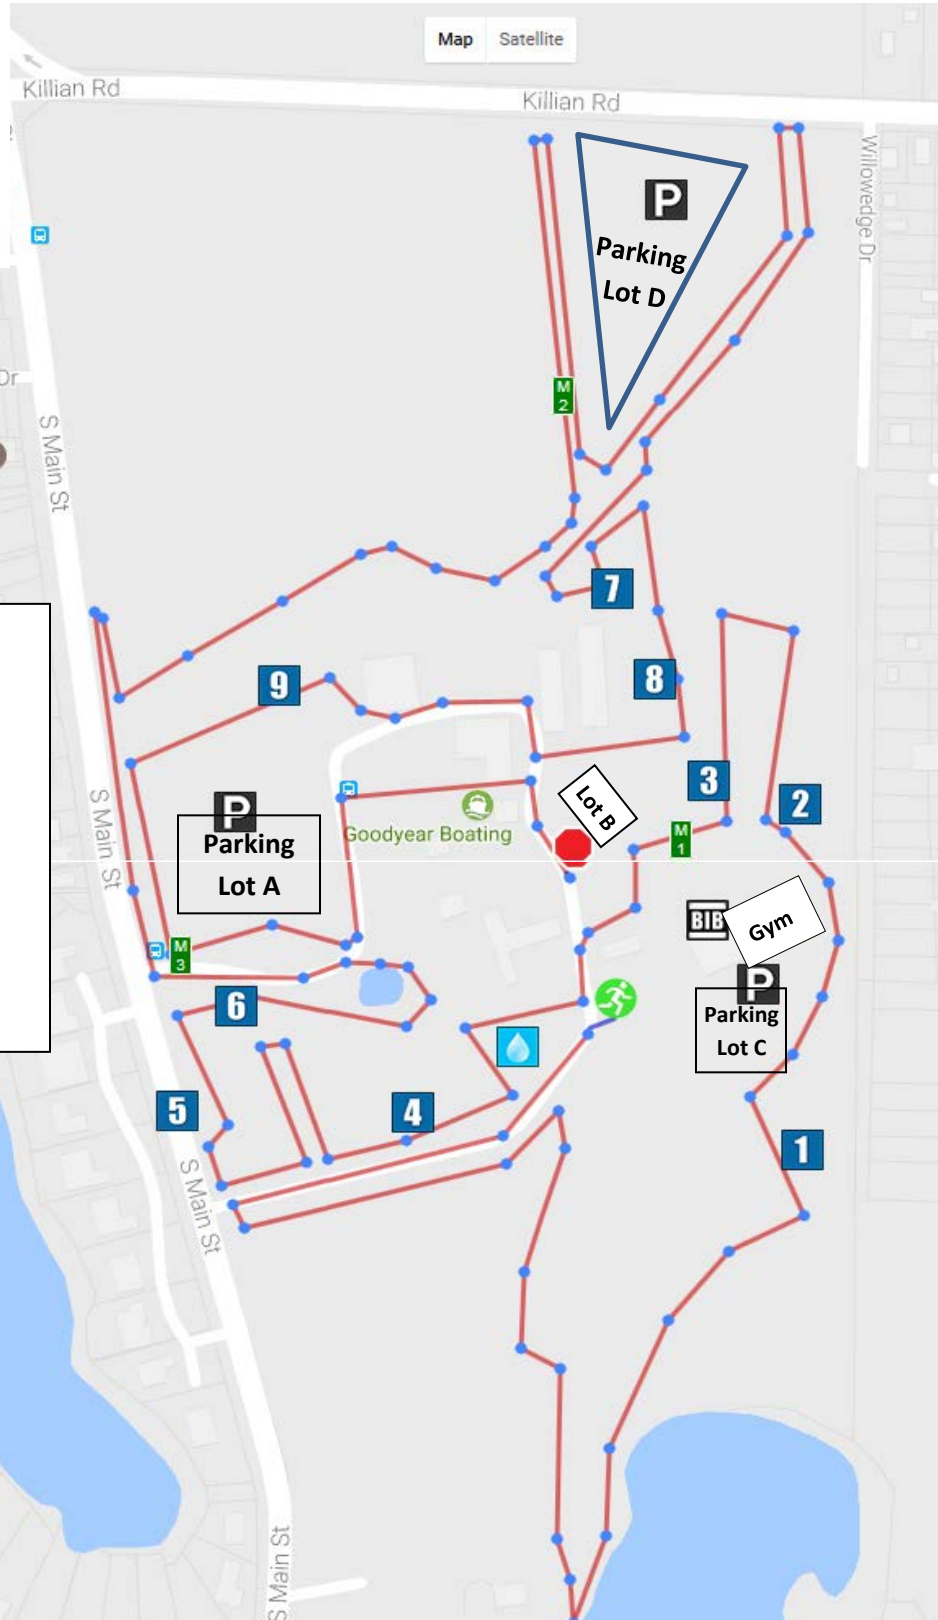 Map Satellite
Killian Rd
Killian Rd
Willowedge Dr
P
Parking
Lot D
Dr
M
2
S Main St
7
9
8
3
2
Lot B
P
Parking
Lot A
S Main St
Goodyear Boating
M
1
BIB
Gym
M
3
P
Parking
Lot C
6
5
4
1
S Main St
S Main St